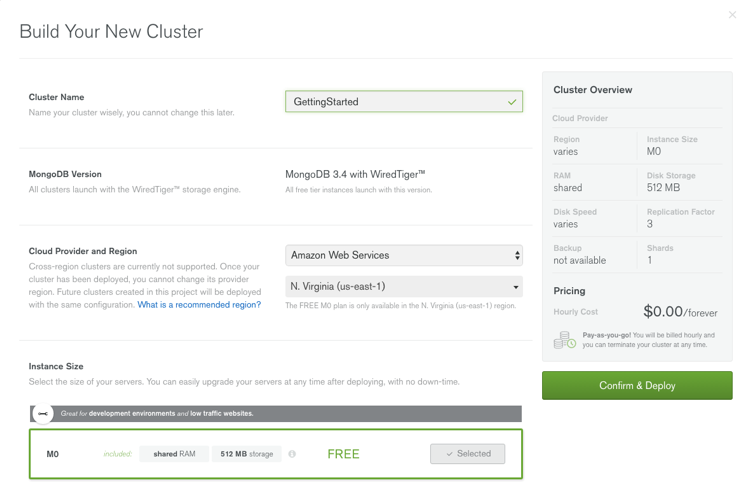 Build Your New Cluster
Cluster Name
Name your cluster wisely, you cannot change this later.
GettingStarted
MongoDB Version
All clusters launch with the WiredTiger™ storage engine.
MongoDB 3.4 with WiredTiger™
All free tier instances launch with this version.
Cloud Provider and Region
Cross-region clusters are currently not supported. Once your
cluster has been deployed, you cannot change its provider
region. Future clusters created in this project will be deployed
with the same configuration. What is a recommended region?
Amazon Web Services
N. Virginia (us-east-1)
The FREE M0 plan is only available in the N. Virginia (us-east-1) region.
Instance Size
Select the size of your servers. You can easily upgrade your servers at any time after deploying, with no down-time.
Great for development environments and low traffic websites.
M0
included:
shared RAM
512 MB storage
FREE
Selected
Cluster Overview
Cloud Provider
Region
varies
Instance Size
M0
RAM
shared
Disk Storage
512 MB
Disk Speed
varies
Replication Factor
3
Backup
not available
Shards
1
Pricing
Hourly Cost
$0.00/forever
Pay-as-you-go! You will be billed hourly and
you can terminate your cluster at any time.
Confirm & Deploy